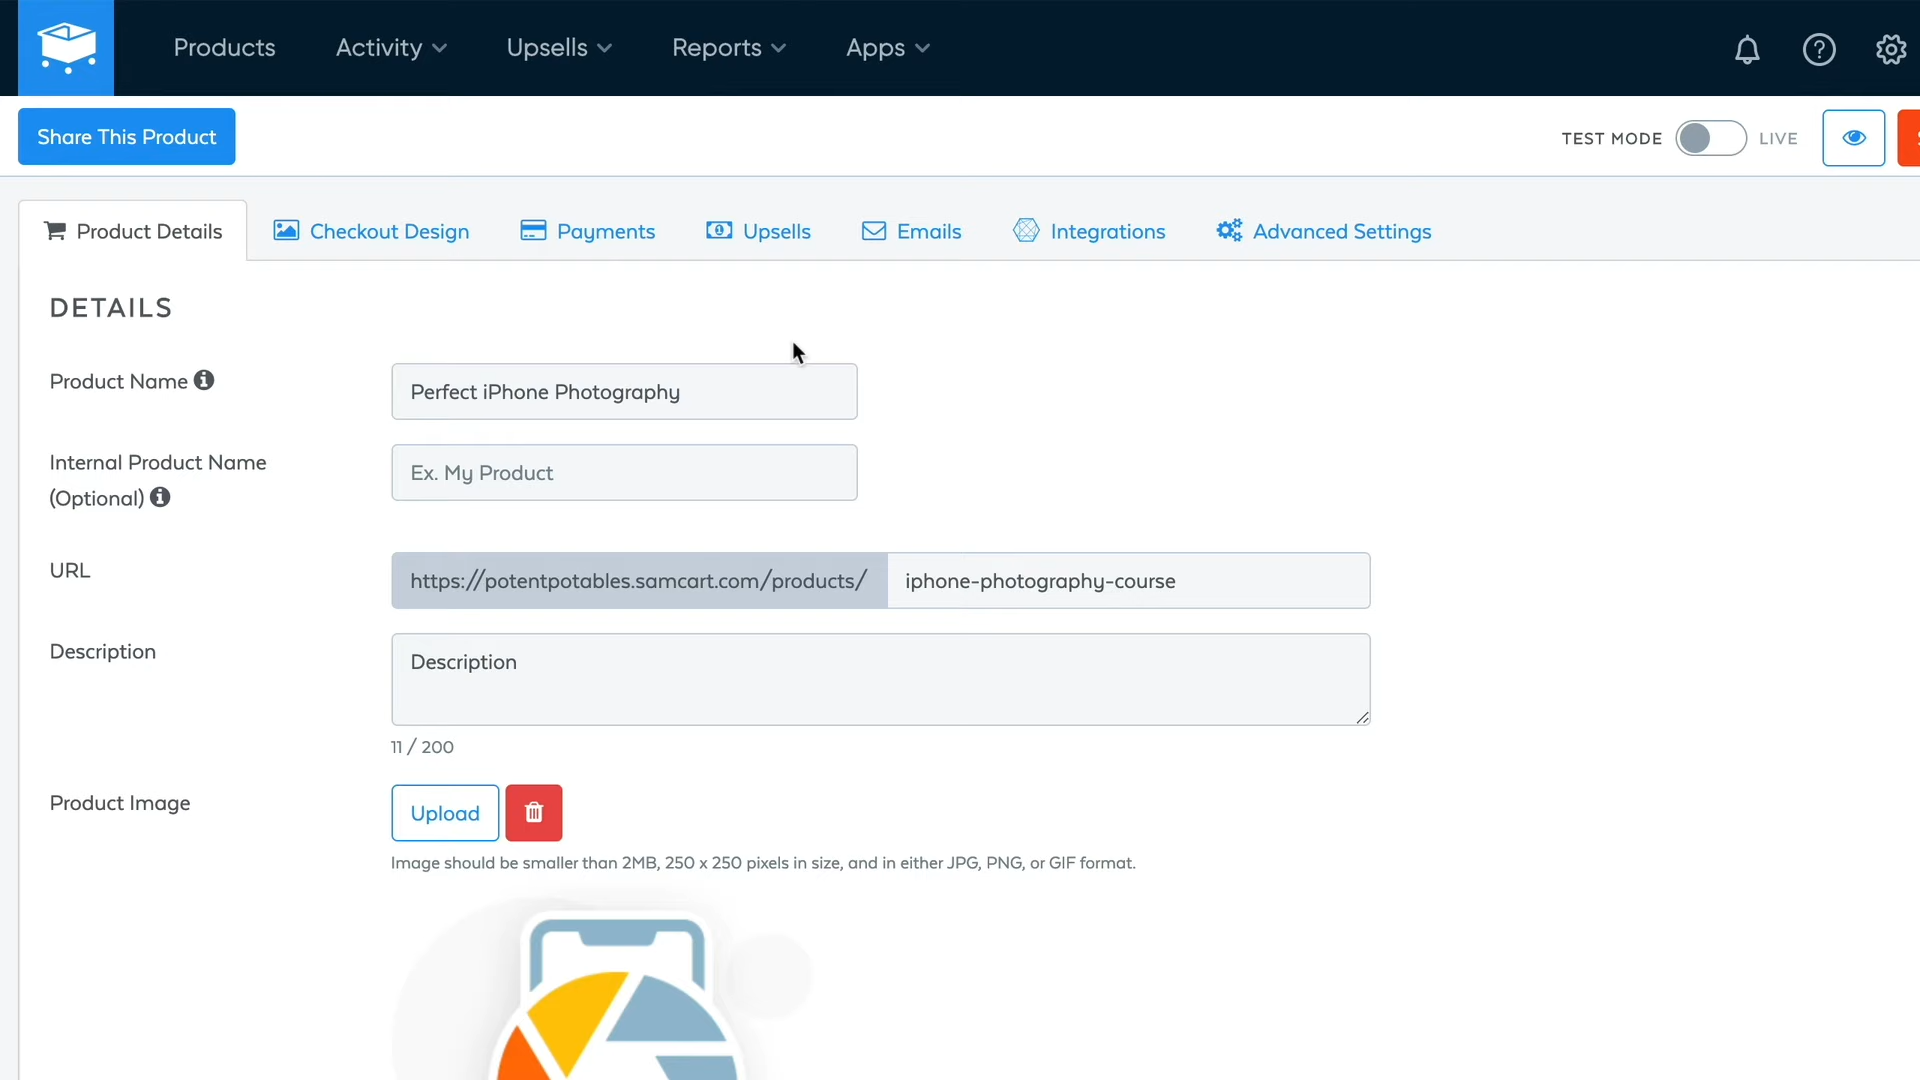 Products Activity Upsells Reports Apps
Share This Product
TEST MODE LIVE
Product Details Checkout Design Payments Upsells Emails Integrations Advanced Settings
DETAILS
Product Name
Perfect iPhone Photography
Internal Product Name
(Optional)
Ex. My Product
URL
https://potentpotables.samcart.com/products/ iphone-photography-course
Description
Description
11 / 200
Product Image
Upload
Image should be smaller than 2MB, 250 x 250 pixels in size, and in either JPG, PNG, or GIF format.